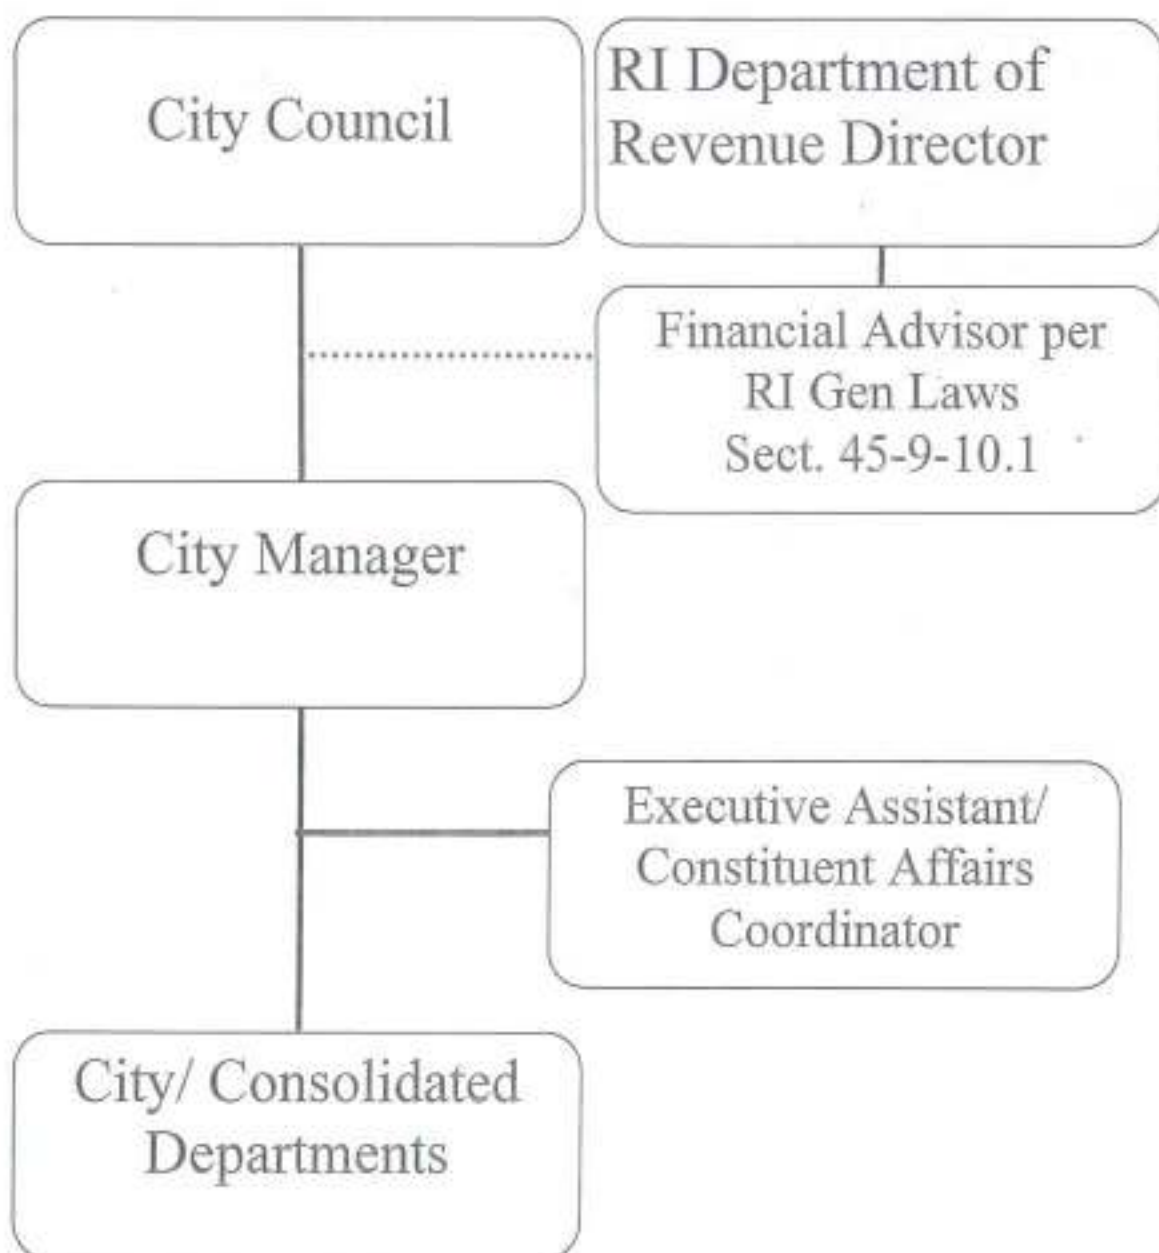 City Council
RI Department of
Revenue Director
Financial Advisor per
RI Gen Laws
Sect. 45-9-10.1
City Manager
Executive Assistant/
Constituent Affairs
Coordinator
City/ Consolidated
Departments